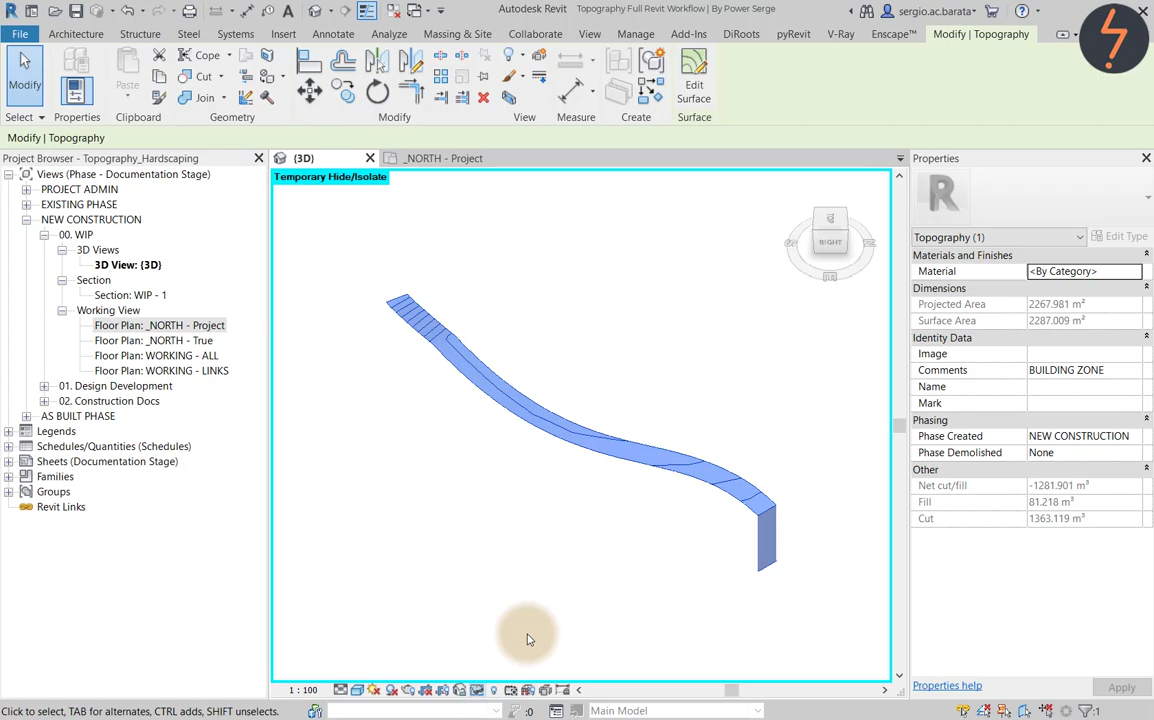 Autodesk Revit
Topography Full Revit Workflow | By Power Serge
sergio.ac.barata
File
Architecture
Structure
Steel
Systems
Insert
Annotate
Analyze
Massing & Site
Collaborate
View
Manage
Add-Ins
DiRoots
pyRevit
V-Ray
Enscape™
Modify | Topography
Modify
Paste
Cope
Cut
Join
Edit
Surface
Select
Properties
Clipboard
Geometry
Modify
View
Measure
Create
Surface
Modify | Topography
Project Browser - Topography_Hardscaping
Views (Phase - Documentation Stage)
PROJECT ADMIN
EXISTING PHASE
NEW CONSTRUCTION
00. WIP
3D Views
3D View: {3D}
Section
Section: WIP - 1
Working View
Floor Plan: _NORTH - Project
Floor Plan: _NORTH - True
Floor Plan: WORKING - ALL
Floor Plan: WORKING - LINKS
01. Design Development
02. Construction Docs
AS BUILT PHASE
Legends
Schedules/Quantities (Schedules)
Sheets (Documentation Stage)
Families
Groups
Revit Links
{3D}
_NORTH - Project
Temporary Hide/Isolate
RIGHT
1 : 100
Properties
Topography (1)
Edit Type
Materials and Finishes
Material <By Category>
Dimensions
Projected Area 2267.981 m²
Surface Area 2287.009 m²
Identity Data
Image
Comments BUILDING ZONE
Name
Mark
Phasing
Phase Created NEW CONSTRUCTION
Phase Demolished None
Other
Net cut/fill -1281.901 m³
Fill 81.218 m³
Cut 1363.119 m³
Properties help
Apply
Click to select, TAB for alternates, CTRL adds, SHIFT unselects.
:0
Main Model
:1